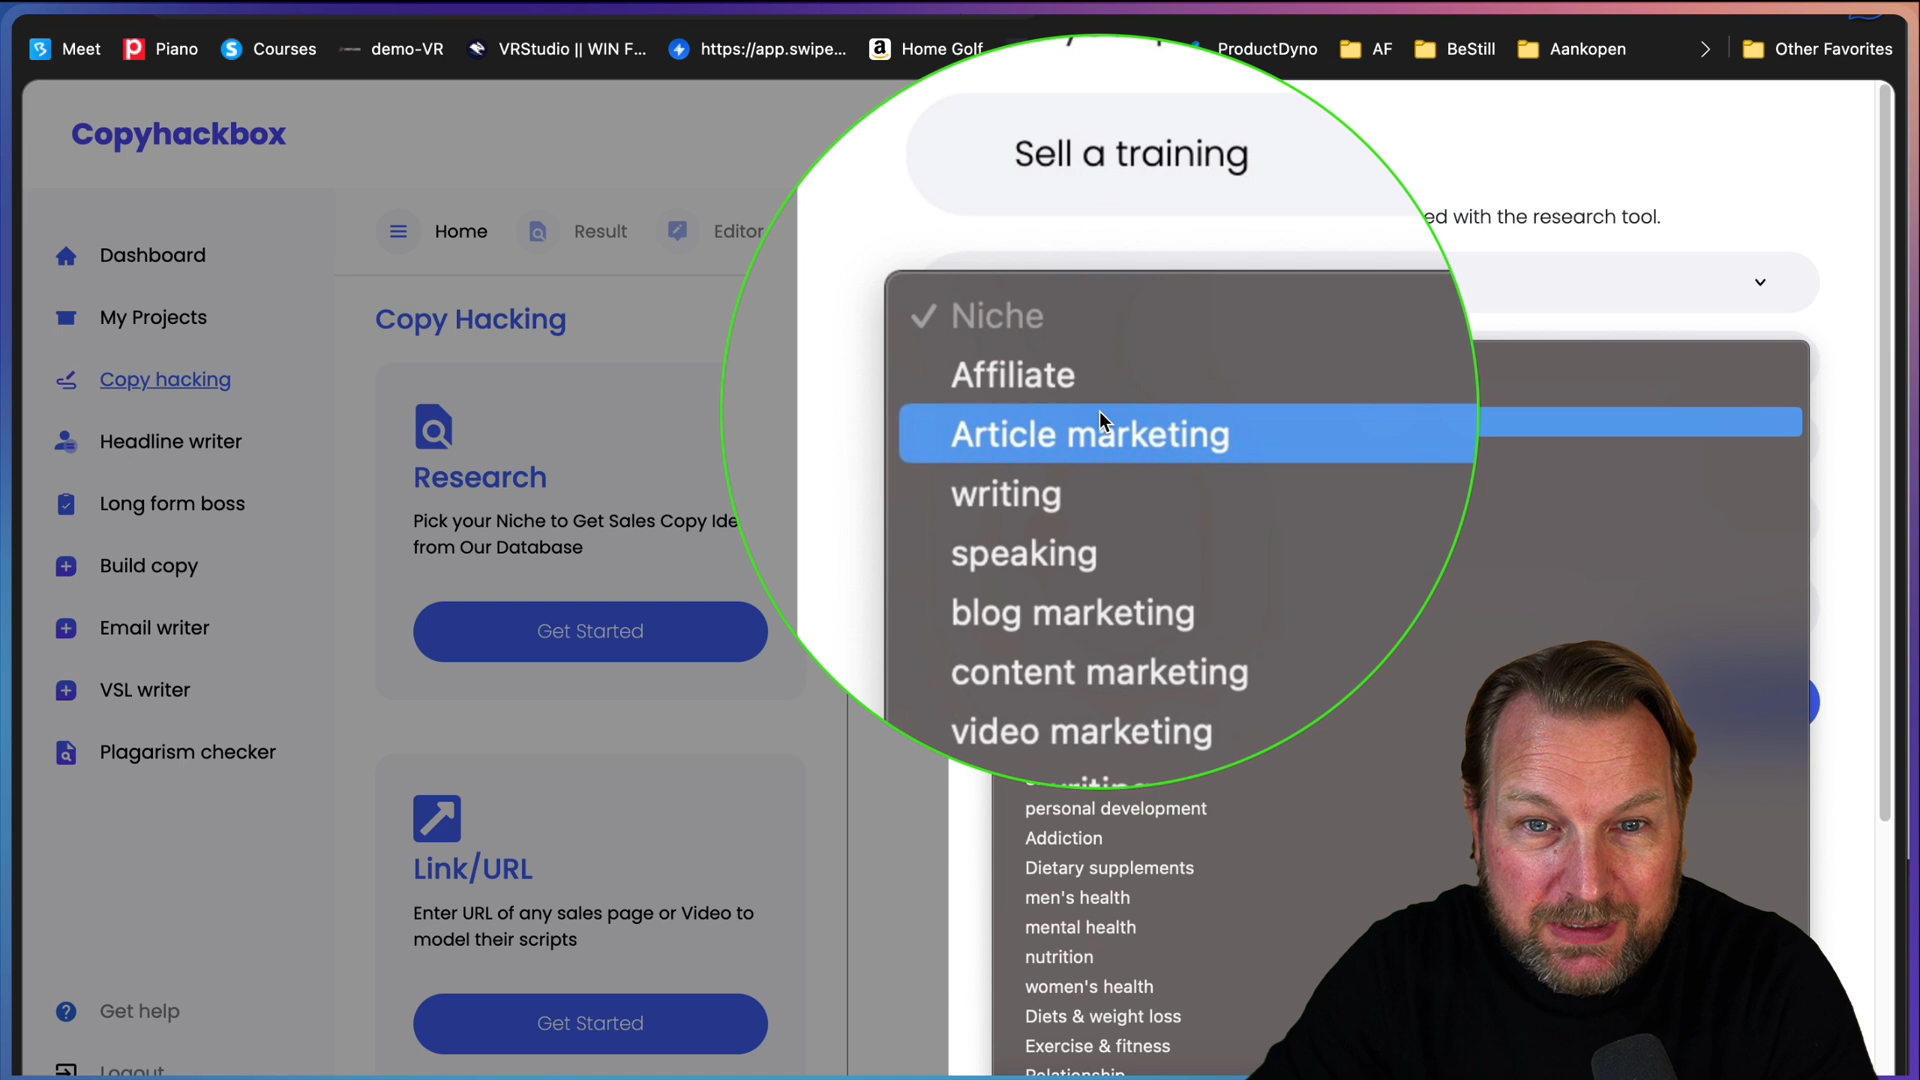 Meet
Piano
Courses
demo-VR
VRStudio || WIN F...
https://app.swipe...
Home Golf
ProductDyno
AF
BeStill
Aankopen
Other Favorites
Copyhackbox
Dashboard
My Projects
Copy hacking
Headline writer
Long form boss
Build copy
Email writer
VSL writer
Plagarism checker
Get help
Logout
Home
Result
Editor
Copy Hacking
Research
Pick your Niche to Get Sales Copy Ide
from Our Database
Get Started
Link/URL
Enter URL of any sales page or Video to
model their scripts
Get Started
Sell a training
ed with the research tool.
Niche
Affiliate
Article marketing
writing
speaking
blog marketing
content marketing
video marketing
personal development
Addiction
Dietary supplements
men's health
mental health
nutrition
women's health
Diets & weight loss
Exercise & fitness
Relationship